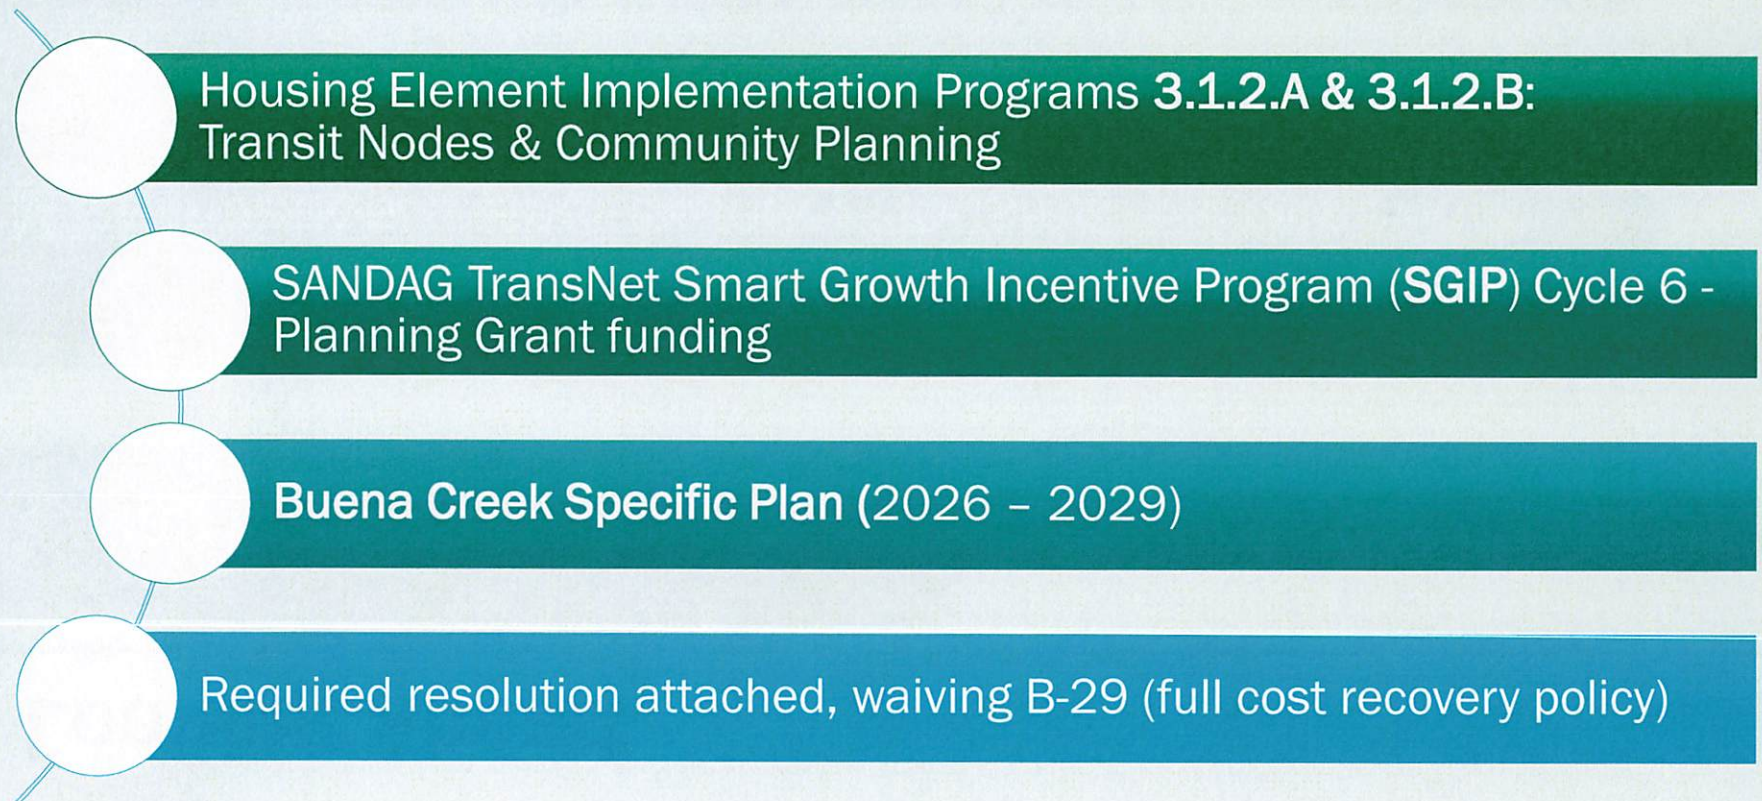 Housing Element Implementation Programs 3.1.2.A & 3.1.2.B:
Transit Nodes & Community Planning
SANDAG TransNet Smart Growth Incentive Program (SGIP) Cycle 6 -
Planning Grant funding
Buena Creek Specific Plan (2026 – 2029)
Required resolution attached, waiving B-29 (full cost recovery policy)